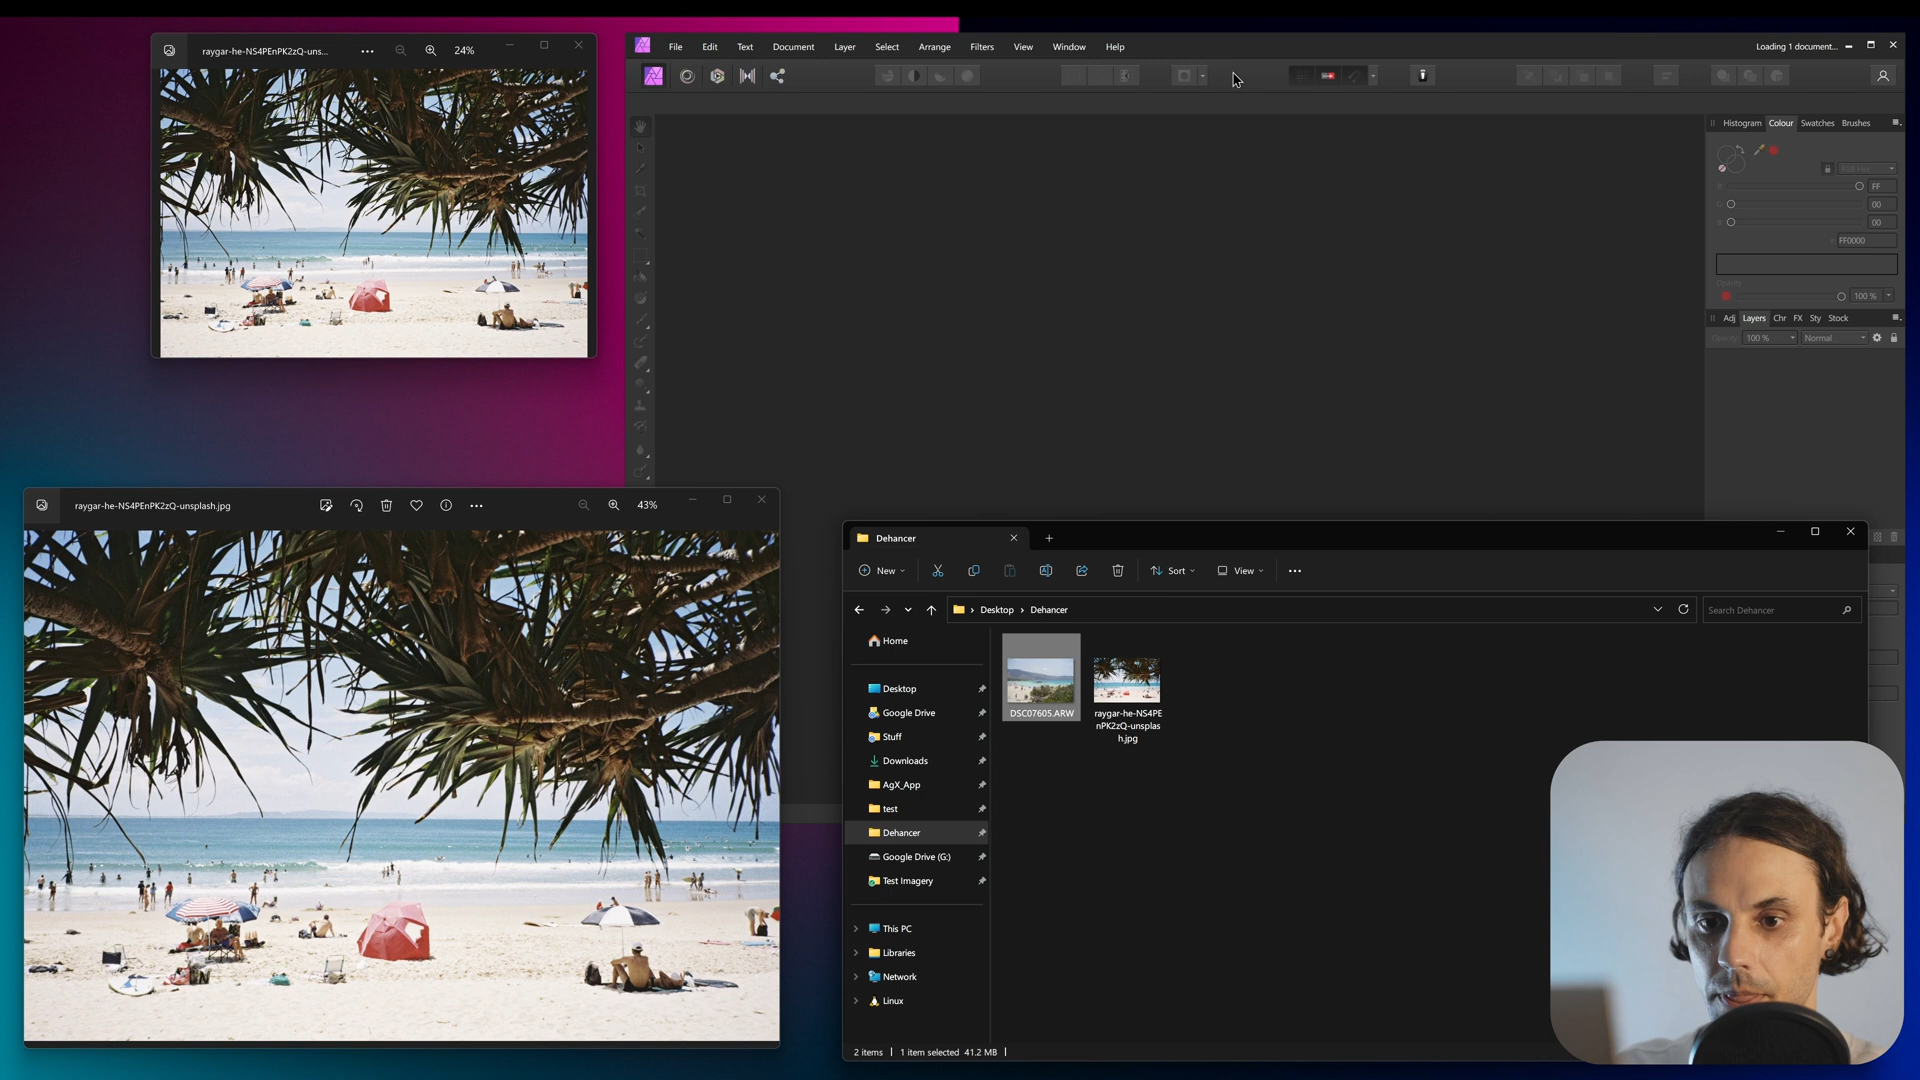 raygar-he-NS4PEnPK2zQ-uns...
24%
File Edit Text Document Layer Select Arrange Filters View Window Help
Loading 1 document...
Histogram Colour Swatches Brushes
RGB Hex
FF
00
00
FF0000
Opacity
100 %
Adj Layers Chr FX Sty Stock
Opacity 100 % Normal
raygar-he-NS4PEnPK2zQ-unsplash.jpg
43%
Dehancer
New Sort View
Desktop Dehancer
Search Dehancer
Home
Desktop
Google Drive
Stuff
Downloads
AgX_App
test
Dehancer
Google Drive (G:)
Test Imagery
This PC
Libraries
Network
Linux
DSC07605.ARW
raygar-he-NS4PE
nPK2zQ-unsplas
h.jpg
2 items 1 item selected 41.2 MB